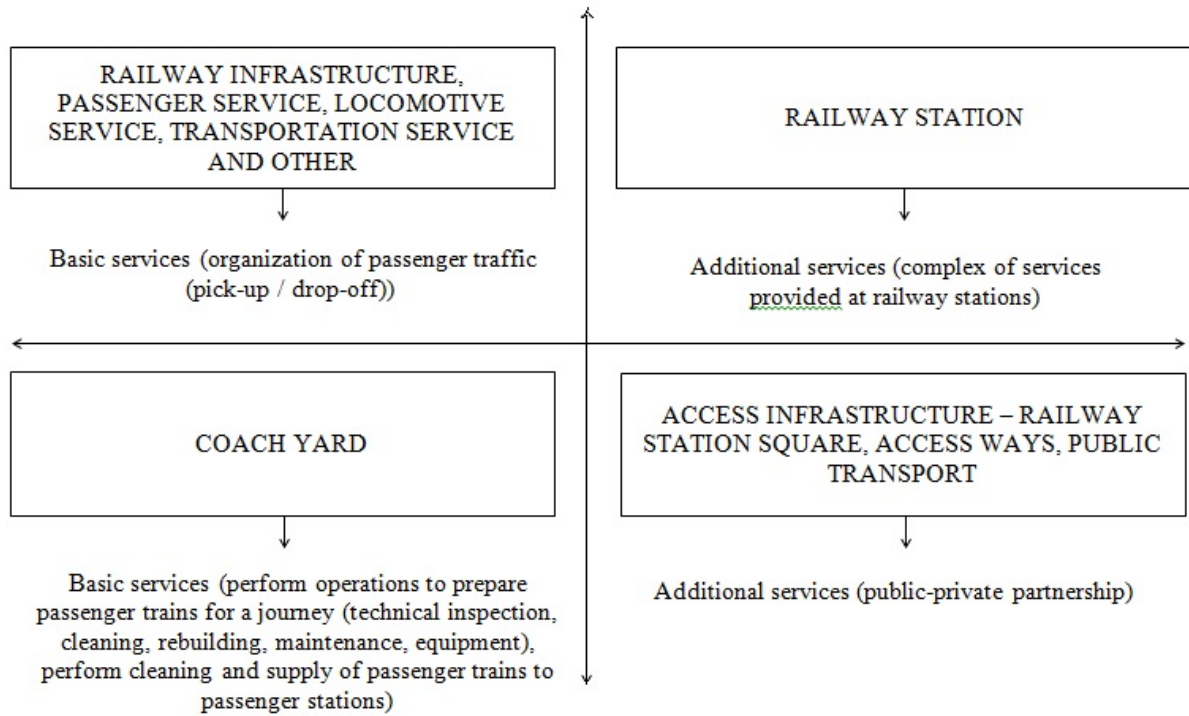 RAILWAY INFRASTRUCTURE,
PASSENGER SERVICE, LOCOMOTIVE
SERVICE, TRANSPORTATION SERVICE
AND OTHER
Basic services (organization of passenger traffic
(pick-up / drop-off))
RAILWAY STATION
Additional services (complex of services
provided at railway stations)
COACH YARD
Basic services (perform operations to prepare
passenger trains for a journey (technical inspection,
cleaning, rebuilding, maintenance, equipment),
perform cleaning and supply of passenger trains to
passenger stations)
ACCESS INFRASTRUCTURE – RAILWAY
STATION SQUARE, ACCESS WAYS, PUBLIC
TRANSPORT
Additional services (public-private partnership)